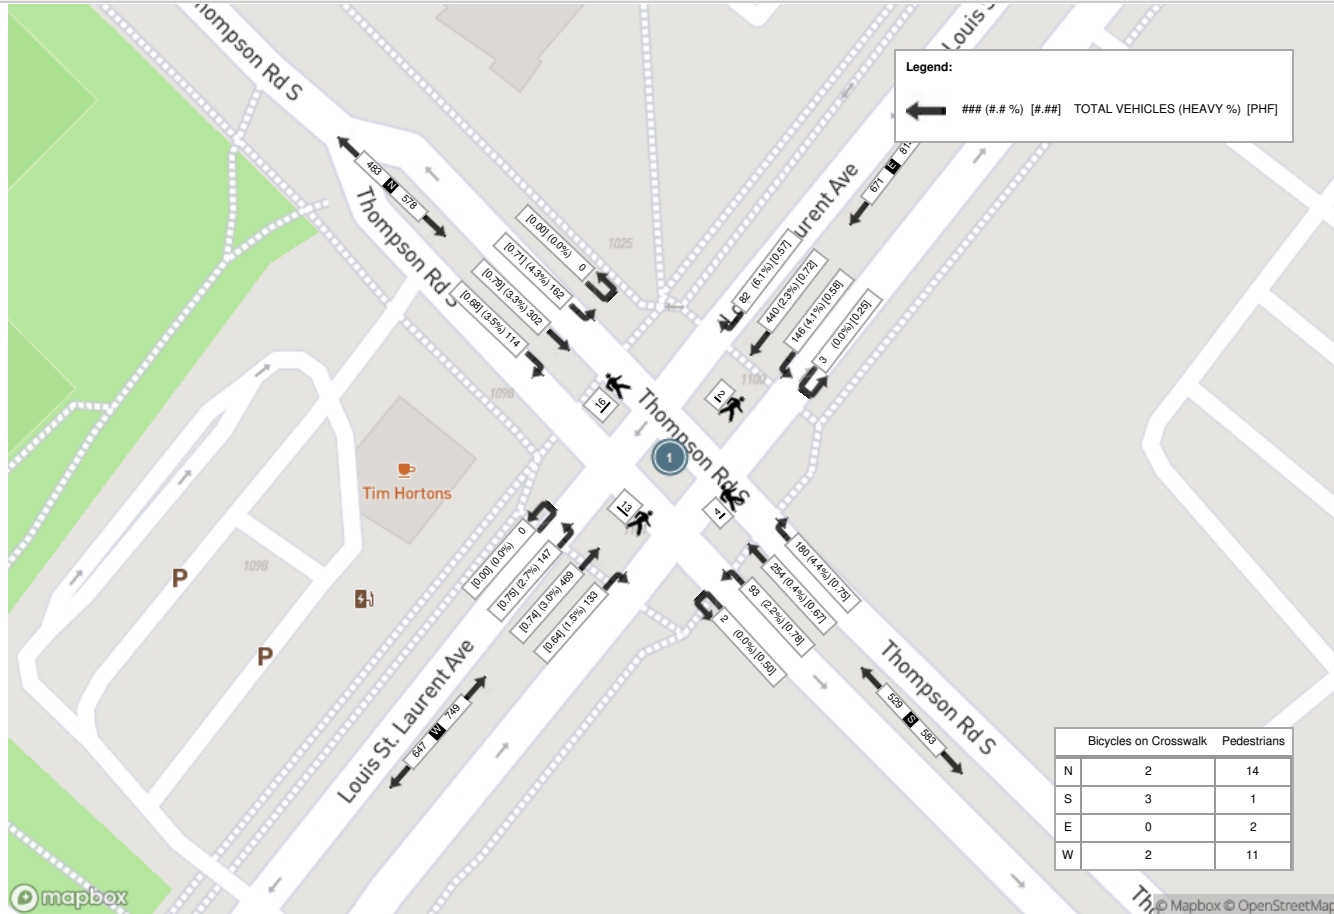 Thompson Rd S
Louis S
Legend:
### (#.# %) [#.##] TOTAL VEHICLES (HEAVY %) [PHF]
483 N 578
Thompson Rd S
671 E
urent Ave
[0.00] (0.0%) 0
[0.71] (4.3%) 162
[0.79] (3.3%) 302
[0.68] (3.5%) 114
1025
82 (6.1%) [0.57]
440 (2.3%) [0.72]
146 (4.1%) [0.58]
3 (0.0%) [0.25]
1098
1100
16
2
Thompson Rd S
1
Tim Hortons
13
4
[0.00] (0.0%) 0
[0.75] (2.7%) 147
[0.74] (3.0%) 469
[0.64] (1.5%) 133
180 (4.4%) [0.75]
254 (0.4%) [0.67]
93 (2.2%) [0.78]
2 (0.0%) [0.50]
1098
P
P
Louis St. Laurent Ave
647 W 749
529 S 583
Thompson Rd S
Bicycles on Crosswalk Pedestrians
N 2 14
S 3 1
E 0 2
W 2 11
mapbox
Th
© Mapbox © OpenStreetMap